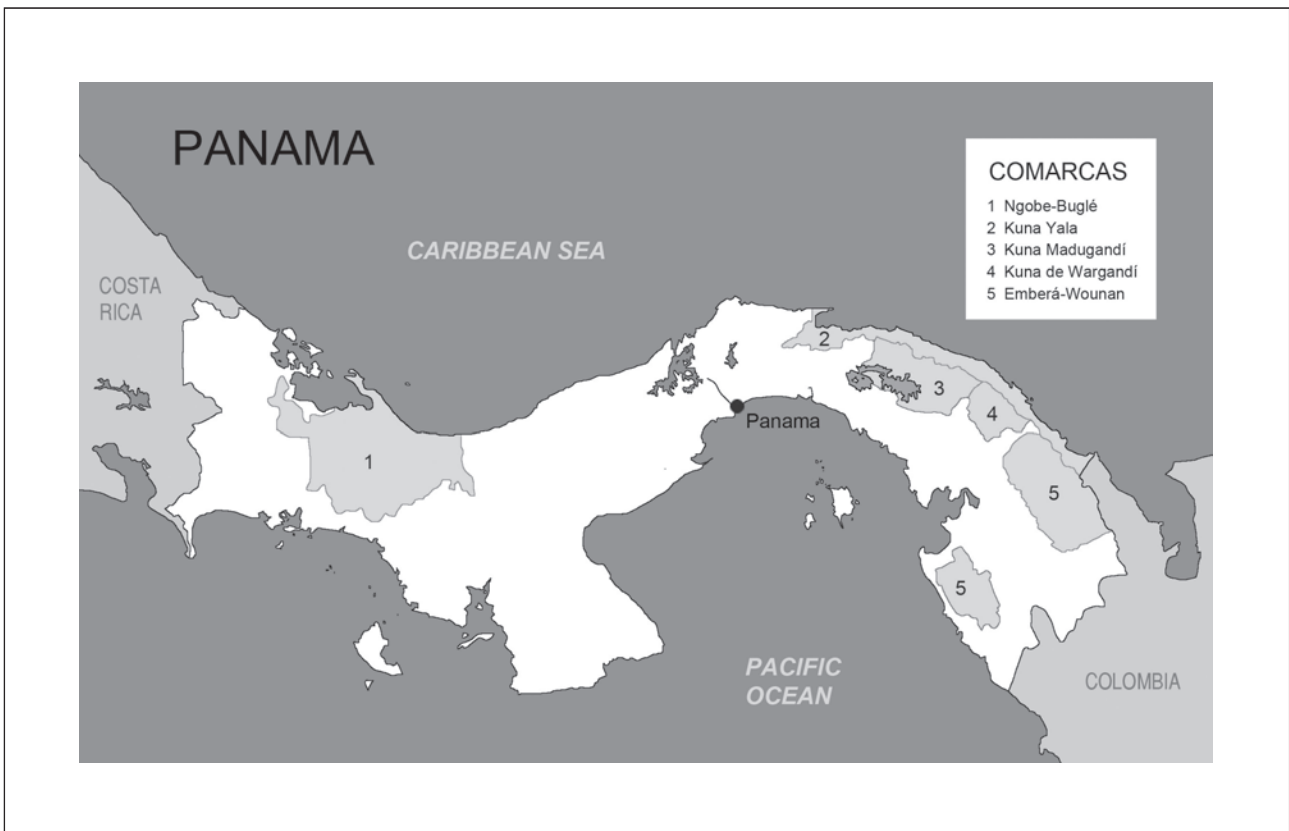 PANAMA
COMARCAS
1 Ngobe-Buglé
2 Kuna Yala
3 Kuna Madugandí
4 Kuna de Wargandí
5 Emberá-Wounan
CARIBBEAN SEA
COSTA
RICA
2
3
4
Panama
1
5
5
PACIFIC
OCEAN
COLOMBIA